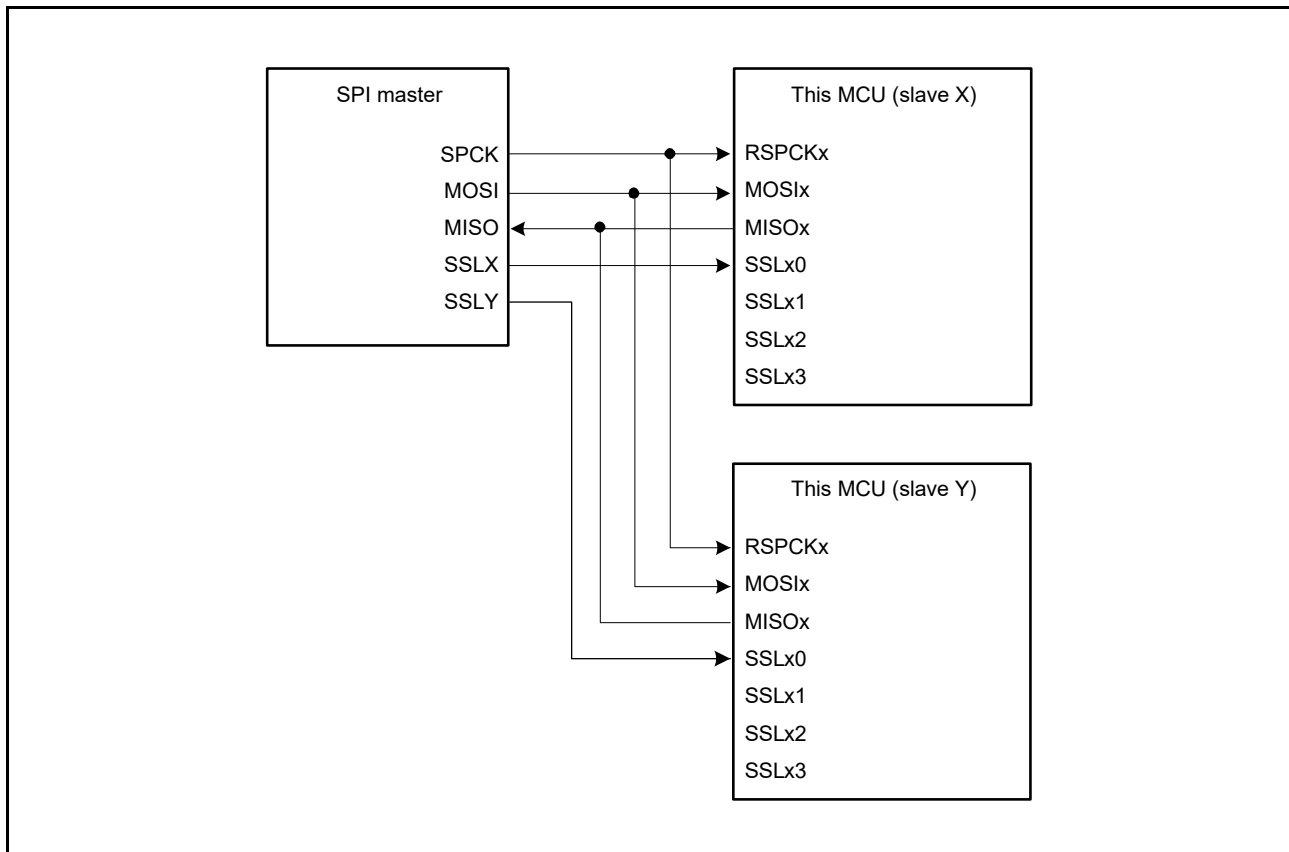 SPI master
SPCK
MOSI
MISO
SSLX
SSLY
This MCU (slave X)
RSPCKx
MOSIx
MISOx
SSLx0
SSLx1
SSLx2
SSLx3
This MCU (slave Y)
RSPCKx
MOSIx
MISOx
SSLx0
SSLx1
SSLx2
SSLx3